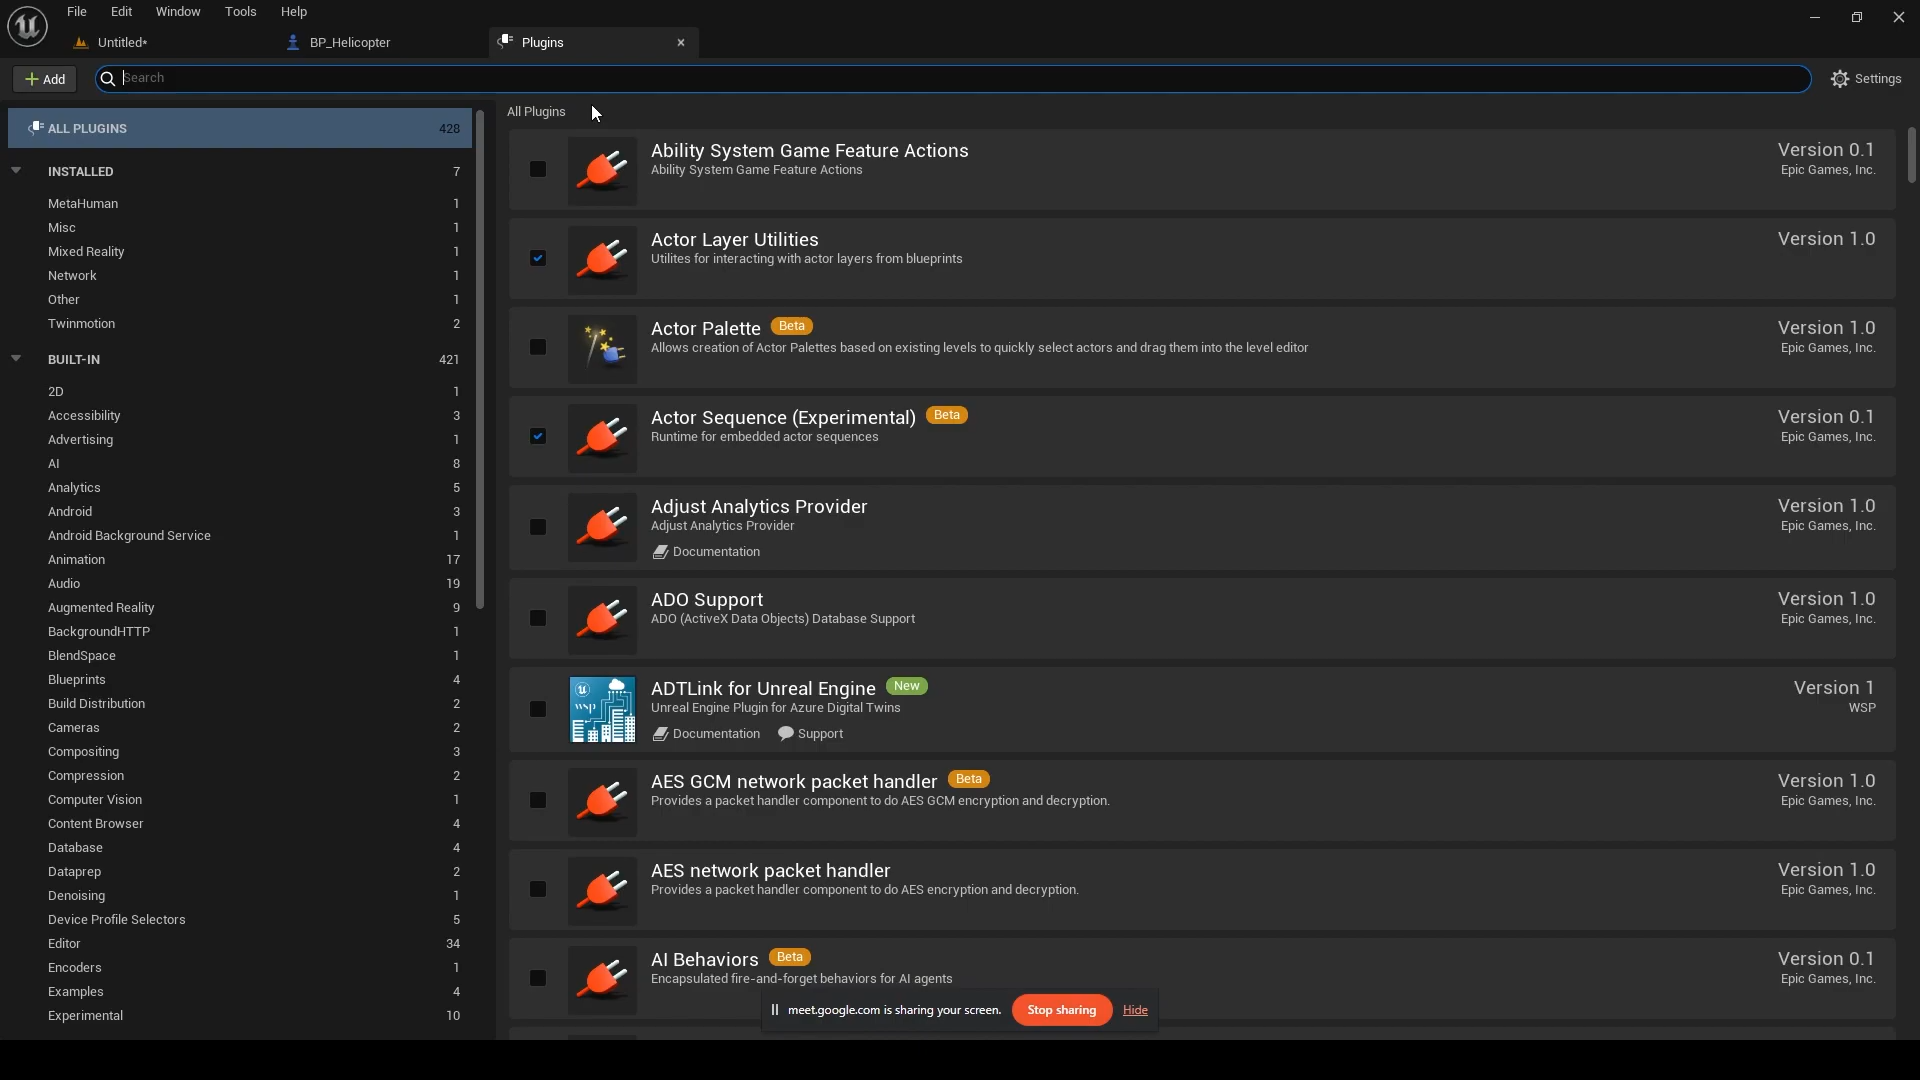 File Edit Window Tools Help
Untitled* BP_Helicopter Plugins
Add Search Settings
ALL PLUGINS 428
INSTALLED 7
MetaHuman 1
Misc 1
Mixed Reality 1
Network 1
Other 1
Twinmotion 2
BUILT-IN 421
2D 1
Accessibility 3
Advertising 1
AI 8
Analytics 5
Android 3
Android Background Service 1
Animation 17
Audio 19
Augmented Reality 9
BackgroundHTTP 1
BlendSpace 1
Blueprints 4
Build Distribution 2
Cameras 2
Compositing 3
Compression 2
Computer Vision 1
Content Browser 4
Database 4
Dataprep 2
Denoising 1
Device Profile Selectors 5
Editor 34
Encoders 1
Examples 4
Experimental 10
All Plugins
Ability System Game Feature Actions Version 0.1
Ability System Game Feature Actions Epic Games, Inc.
Actor Layer Utilities Version 1.0
Utilites for interacting with actor layers from blueprints
Actor Palette Beta Version 1.0
Allows creation of Actor Palettes based on existing levels to quickly select actors and drag them into the level editor Epic Games, Inc.
Actor Sequence (Experimental) Beta Version 0.1
Runtime for embedded actor sequences Epic Games, Inc.
Adjust Analytics Provider Version 1.0
Adjust Analytics Provider Epic Games, Inc.
Documentation
ADO Support Version 1.0
ADO (ActiveX Data Objects) Database Support Epic Games, Inc.
wsp
ADTLink for Unreal Engine New Version 1
Unreal Engine Plugin for Azure Digital Twins WSP
Documentation Support
AES GCM network packet handler Beta Version 1.0
Provides a packet handler component to do AES GCM encryption and decryption. Epic Games, Inc.
AES network packet handler Version 1.0
Provides a packet handler component to do AES encryption and decryption. Epic Games, Inc.
AI Behaviors Beta Version 0.1
Encapsulated fire-and-forget behaviors for AI agents Epic Games, Inc.
meet.google.com is sharing your screen. Stop sharing Hide